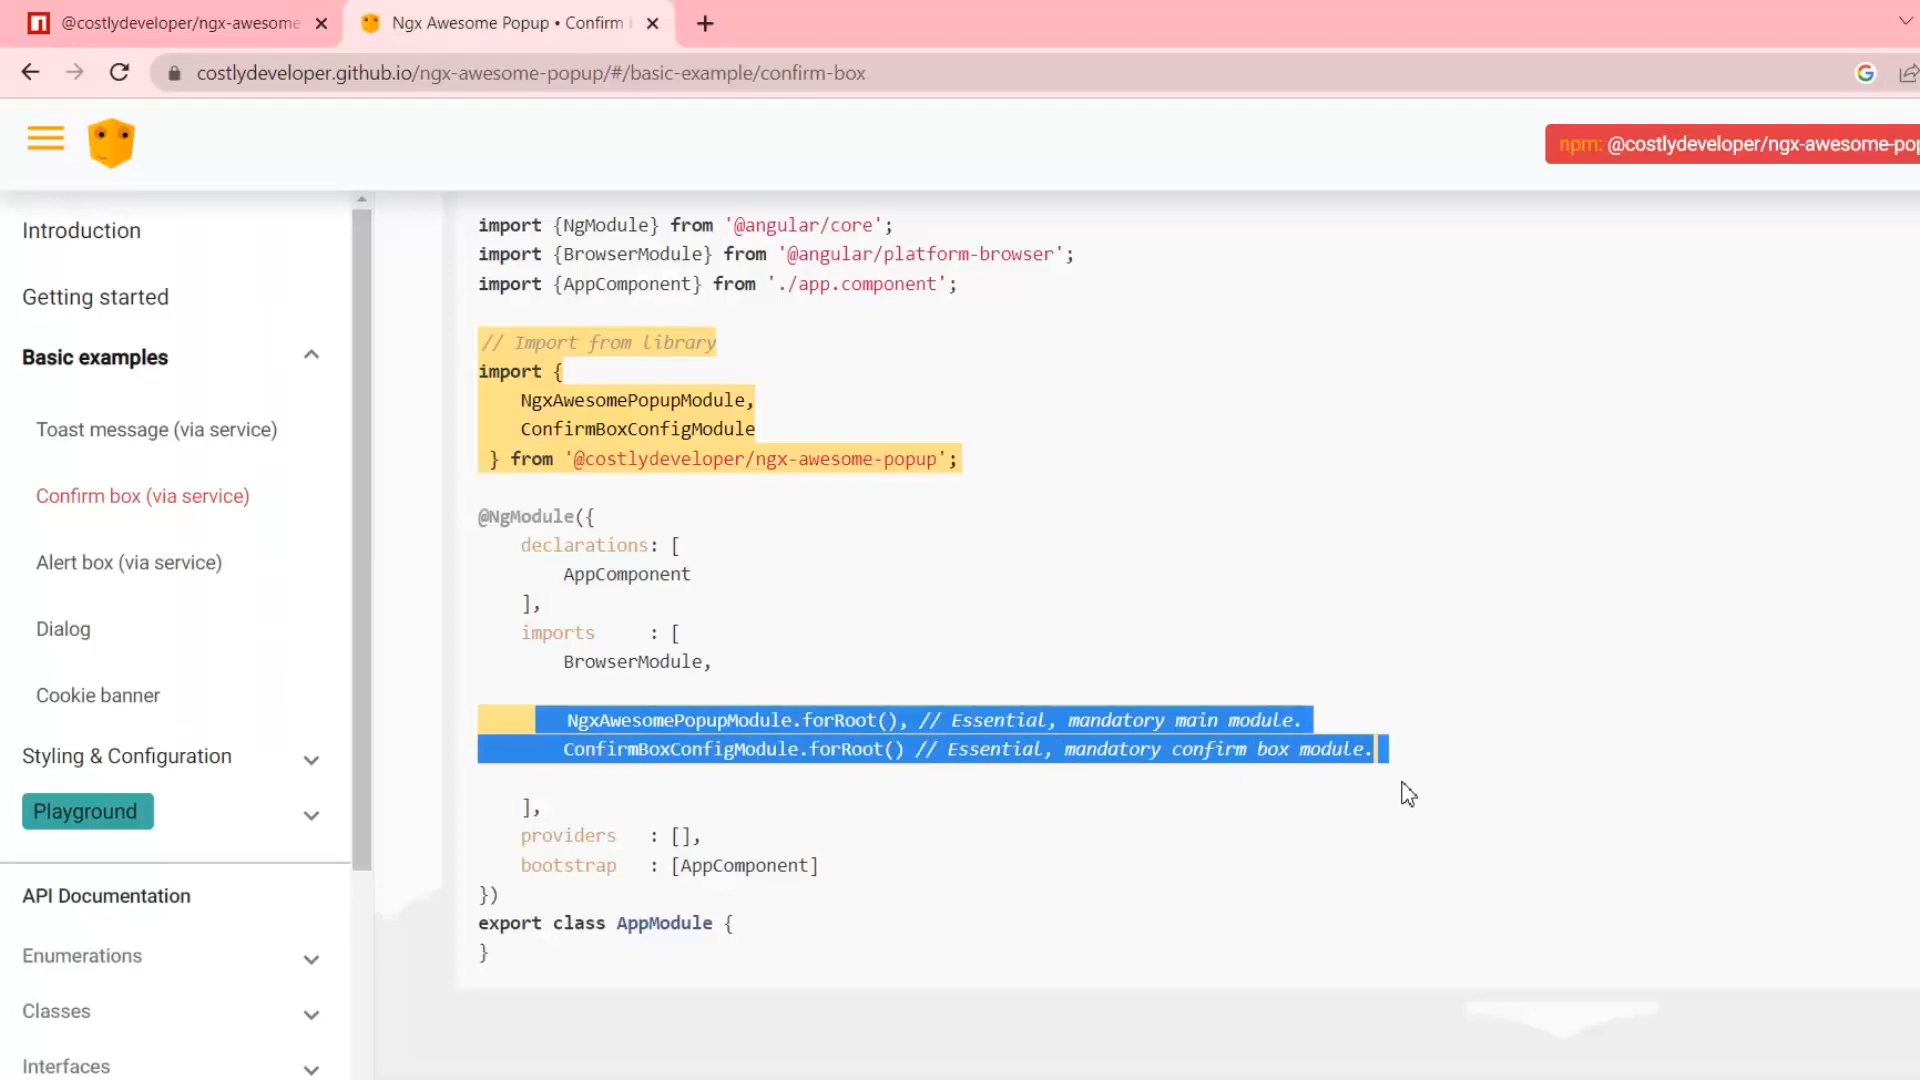 @costlydeveloper/ngx-awesome
Ngx Awesome Popup • Confirm
costlydeveloper.github.io/ngx-awesome-popup/#/basic-example/confirm-box
npm: @costlydeveloper/ngx-awesome-pop
Introduction
Getting started
Basic examples
Toast message (via service)
Confirm box (via service)
Alert box (via service)
Dialog
Cookie banner
Styling & Configuration
Playground
API Documentation
Enumerations
Classes
Interfaces
import {NgModule} from '@angular/core';
import {BrowserModule} from '@angular/platform-browser';
import {AppComponent} from './app.component';
// Import from library
import {
NgxAwesomePopupModule,
ConfirmBoxConfigModule
} from '@costlydeveloper/ngx-awesome-popup';
@NgModule({
declarations: [
AppComponent
],
imports : [
BrowserModule,
NgxAwesomePopupModule.forRoot(), // Essential, mandatory main module.
ConfirmBoxConfigModule.forRoot() // Essential, mandatory confirm box module.
],
providers : [],
bootstrap : [AppComponent]
})
export class AppModule {
}